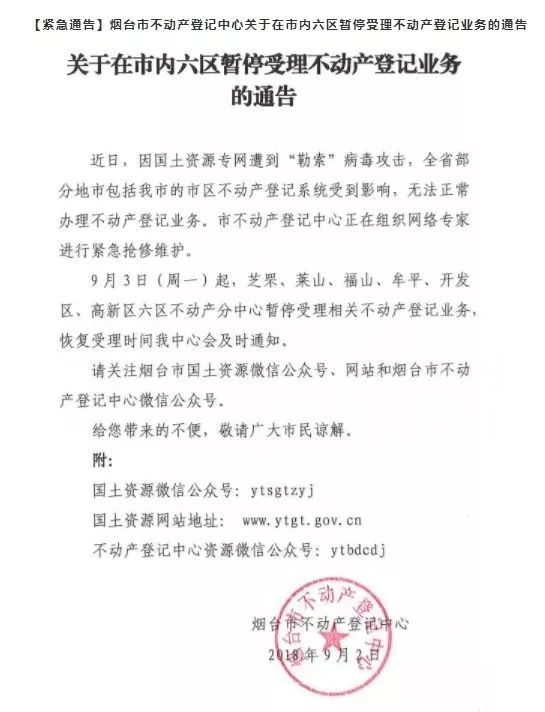 【紧急通告】烟台市不动产登记中心关于在市内六区暂停受理不动产登记业务的通告
关于在市内六区暂停受理不动产登记业务
的通告
近日，因国土资源专网遭到“勒索”病毒攻击，全省部
分地市包括我市的市区不动产登记系统受到影响，无法正常
办理不动产登记业务。市不动产登记中心正在组织网络专家
进行紧急抢修维护。
9月3日（周一）起，芝罘、莱山、福山、牟平、开发
区、高新区六区不动产分中心暂停受理相关不动产登记业务，
恢复受理时间我中心会及时通知。
请关注烟台市国土资源微信公众号、网站和烟台市不动
产登记中心微信公众号。
给您带来的不便，敬请广大市民谅解。
附：
国土资源微信公众号：ytsgtzyj
国土资源网站地址： www.ytgt.gov.cn
不动产登记中心资源微信公众号：ytbdcdj
烟台市不动产登记中心
2018年9月2日
烟台市不动产登记中心